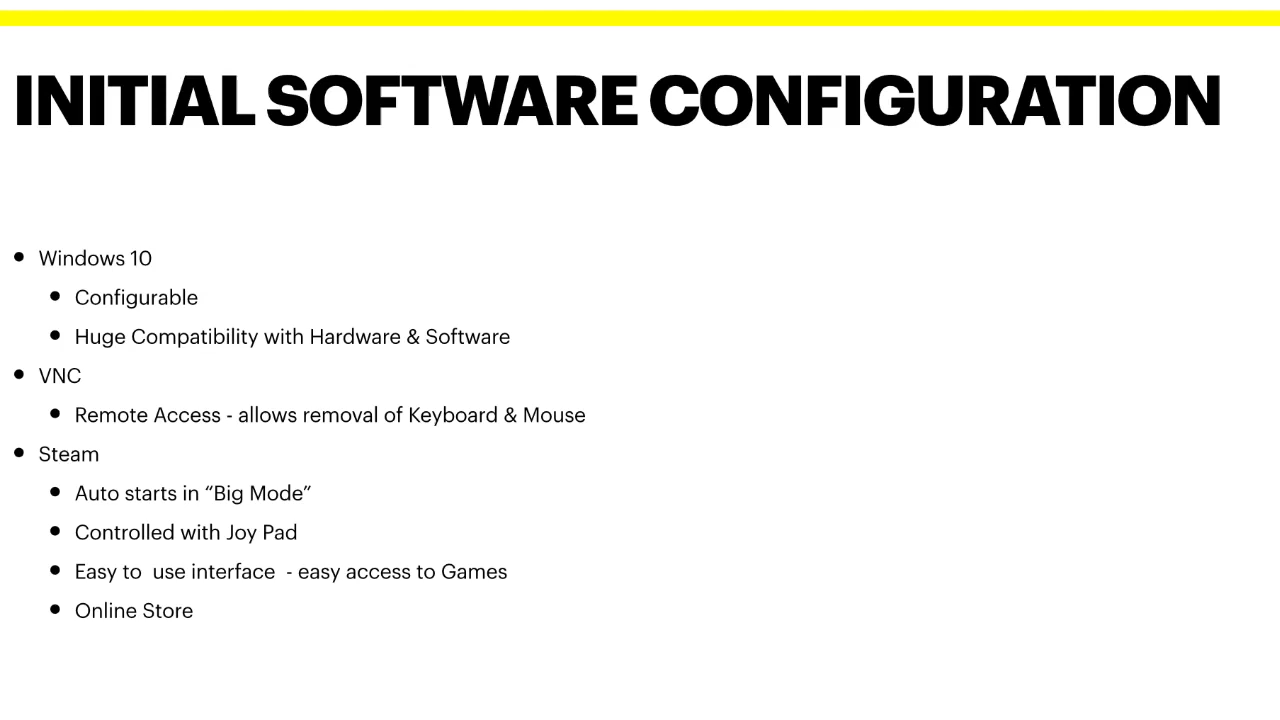 INITIAL SOFTWARE CONFIGURATION
• Windows 10
• Configurable
• Huge Compatibility with Hardware & Software
• VNC
• Remote Access - allows removal of Keyboard & Mouse
• Steam
• Auto starts in “Big Mode”
• Controlled with Joy Pad
• Easy to  use interface  - easy access to Games
• Online Store